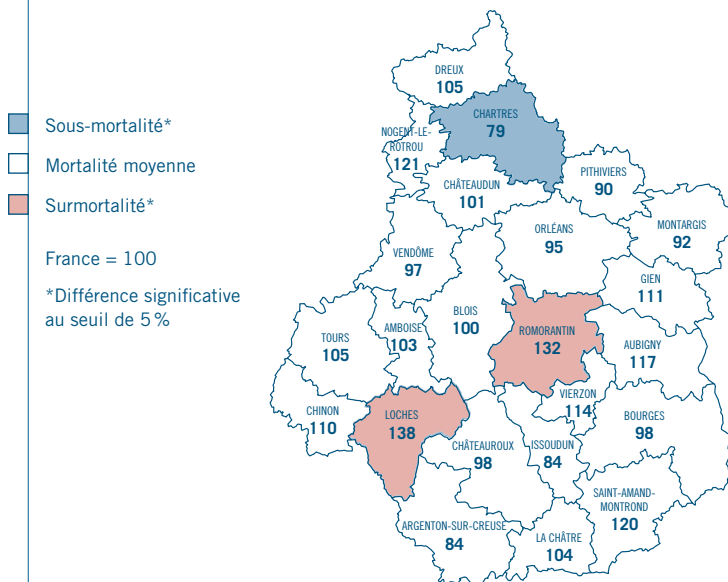 Sous-mortalité*
Mortalité moyenne
Surmortalité*
France = 100
*Différence significative
au seuil de 5 %
DREUX
105
CHARTRES
79
NOGENT-LE-
ROTROU
121
CHÂTEAUDUN
101
PITHIVIERS
90
ORLÉANS
95
MONTARGIS
92
VENDÔME
97
GIEN
111
BLOIS
100
AMBOISE
103
TOURS
105
ROMORANTIN
132
AUBIGNY
117
CHINON
110
LOCHES
138
VIERZON
114
BOURGES
98
CHÂTEAUROUX
98
ISSOUDUN
84
SAINT-AMAND-
MONTROND
120
ARGENTON-SUR-CREUSE
84
LA CHÂTRE
104